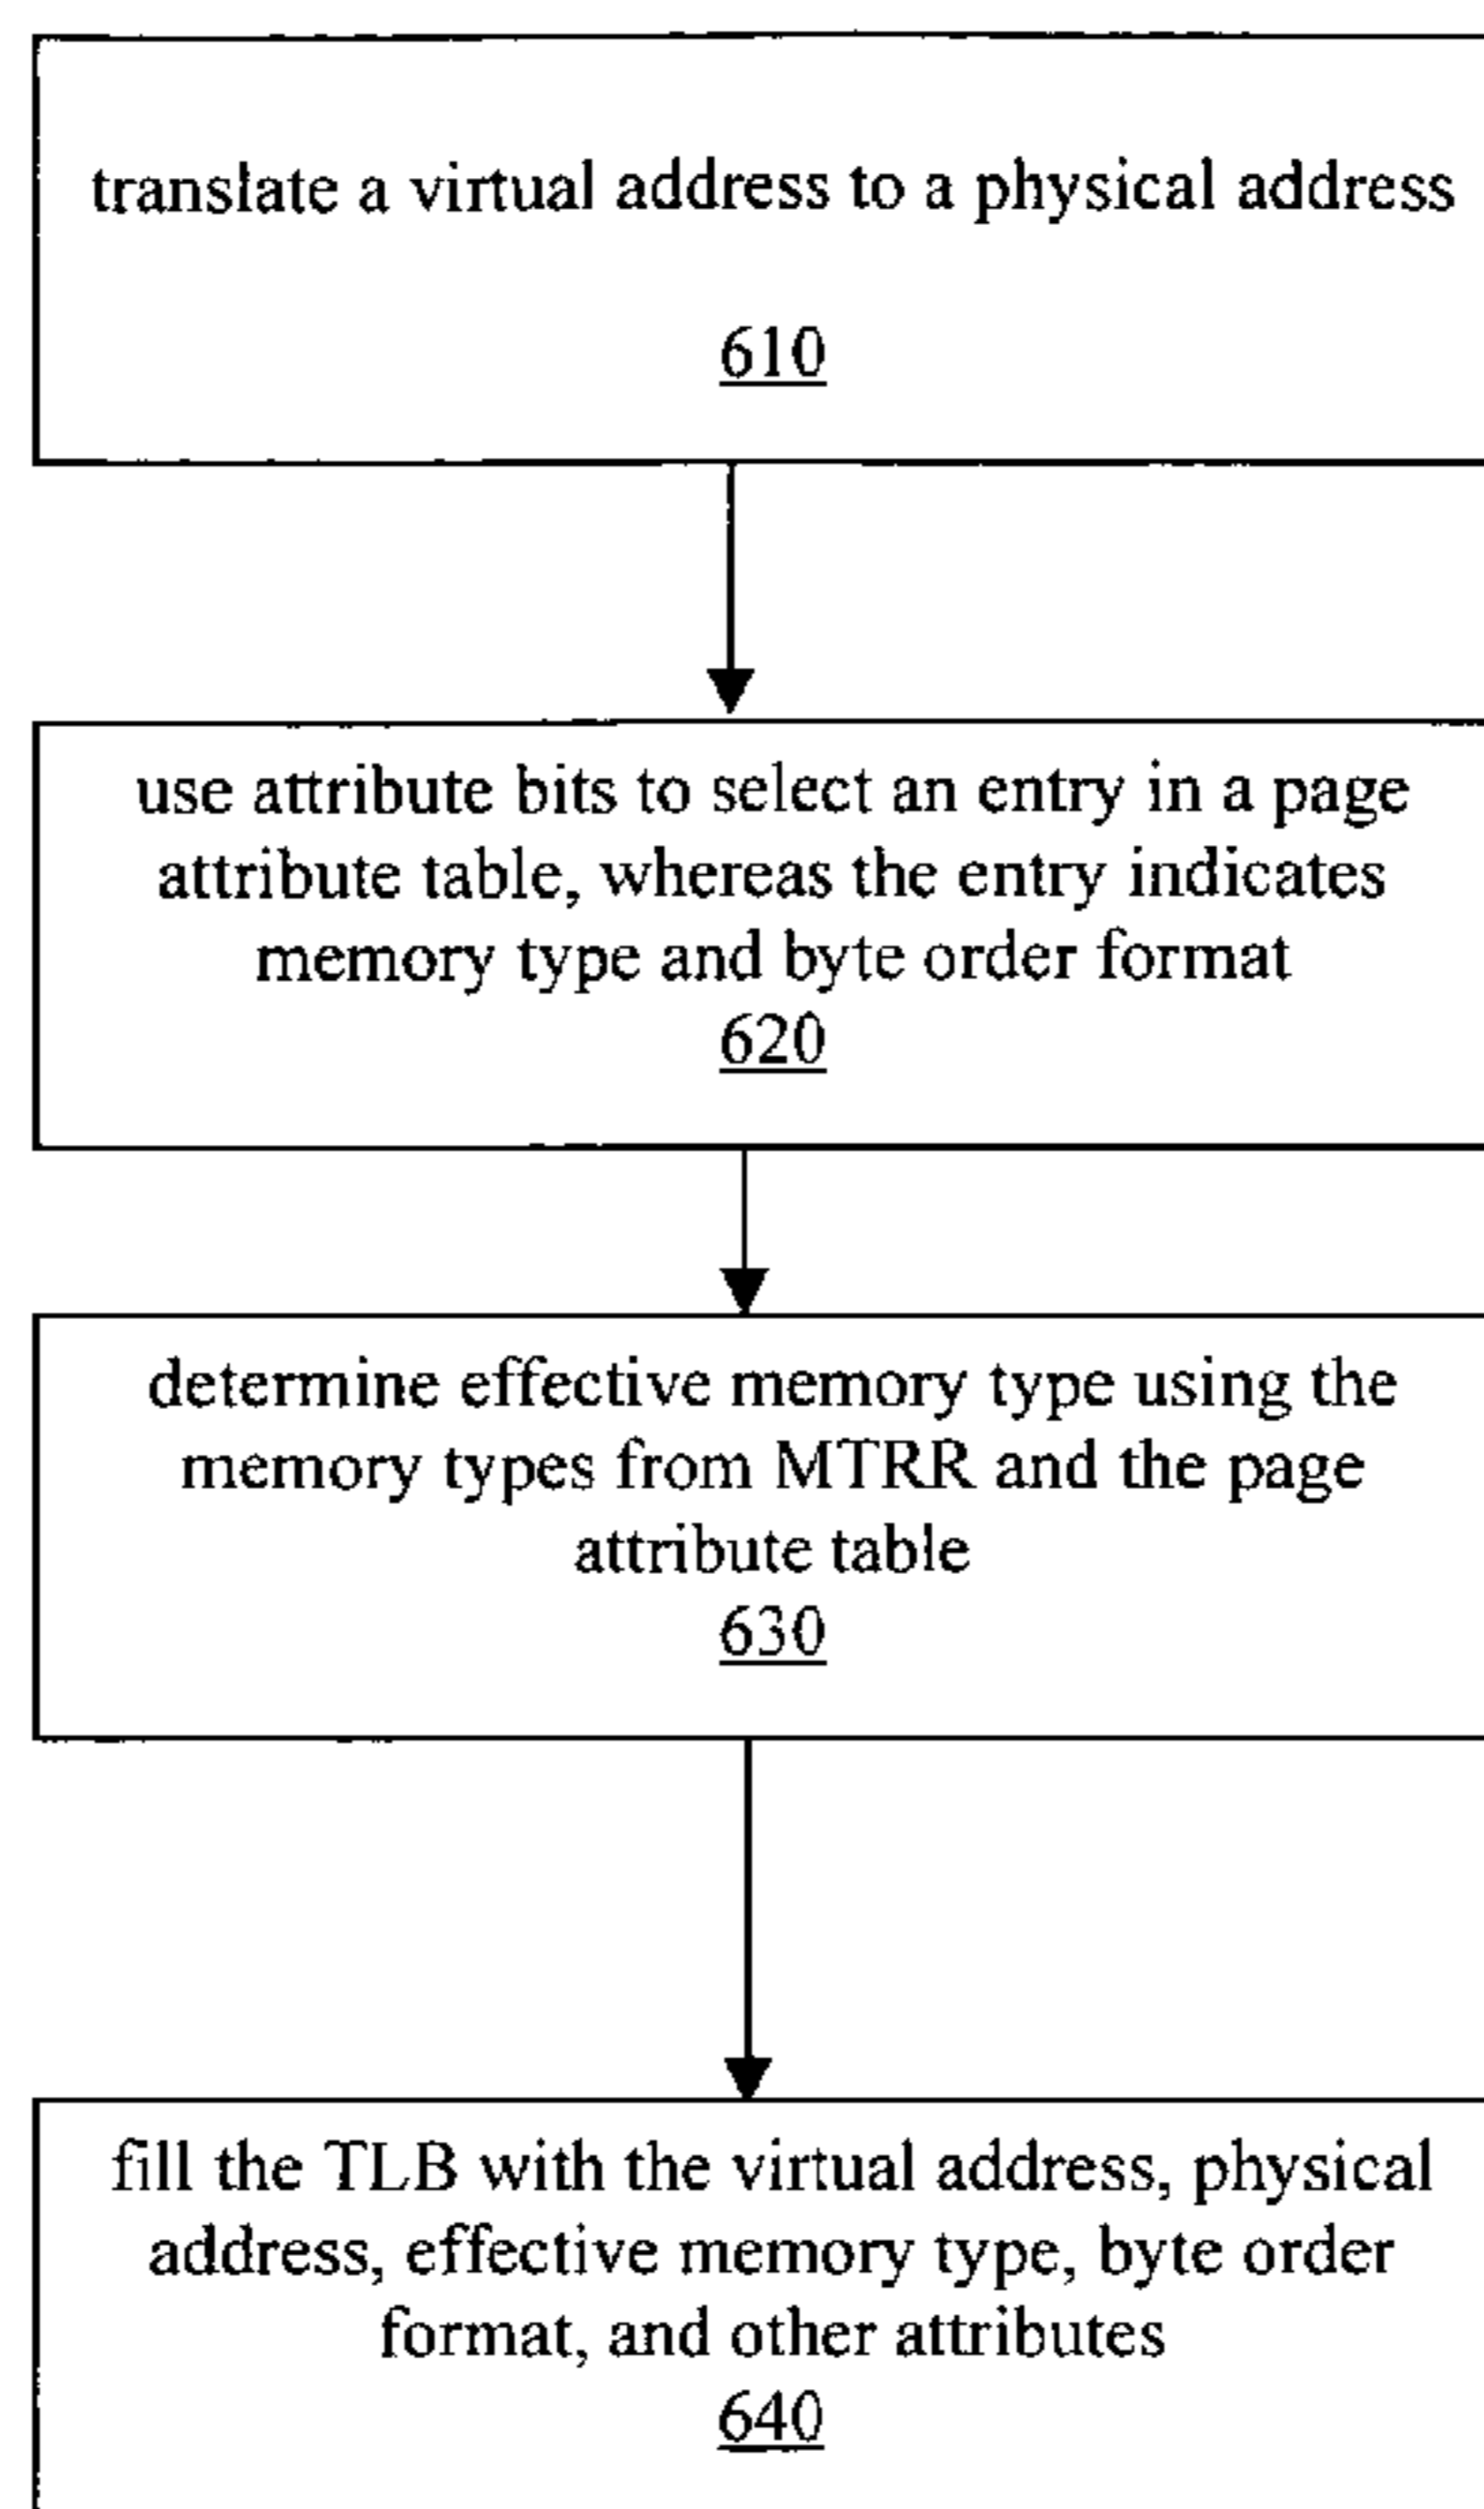 translate a virtual address to a physical address
610
use attribute bits to select an entry in a page
attribute table, whereas the entry indicates
memory type and byte order format
620
determine effective memory type using the
memory types from MTRR and the page
attribute table
630
fill the TLB with the virtual address, physical
address, effective memory type, byte order
format, and other attributes
640